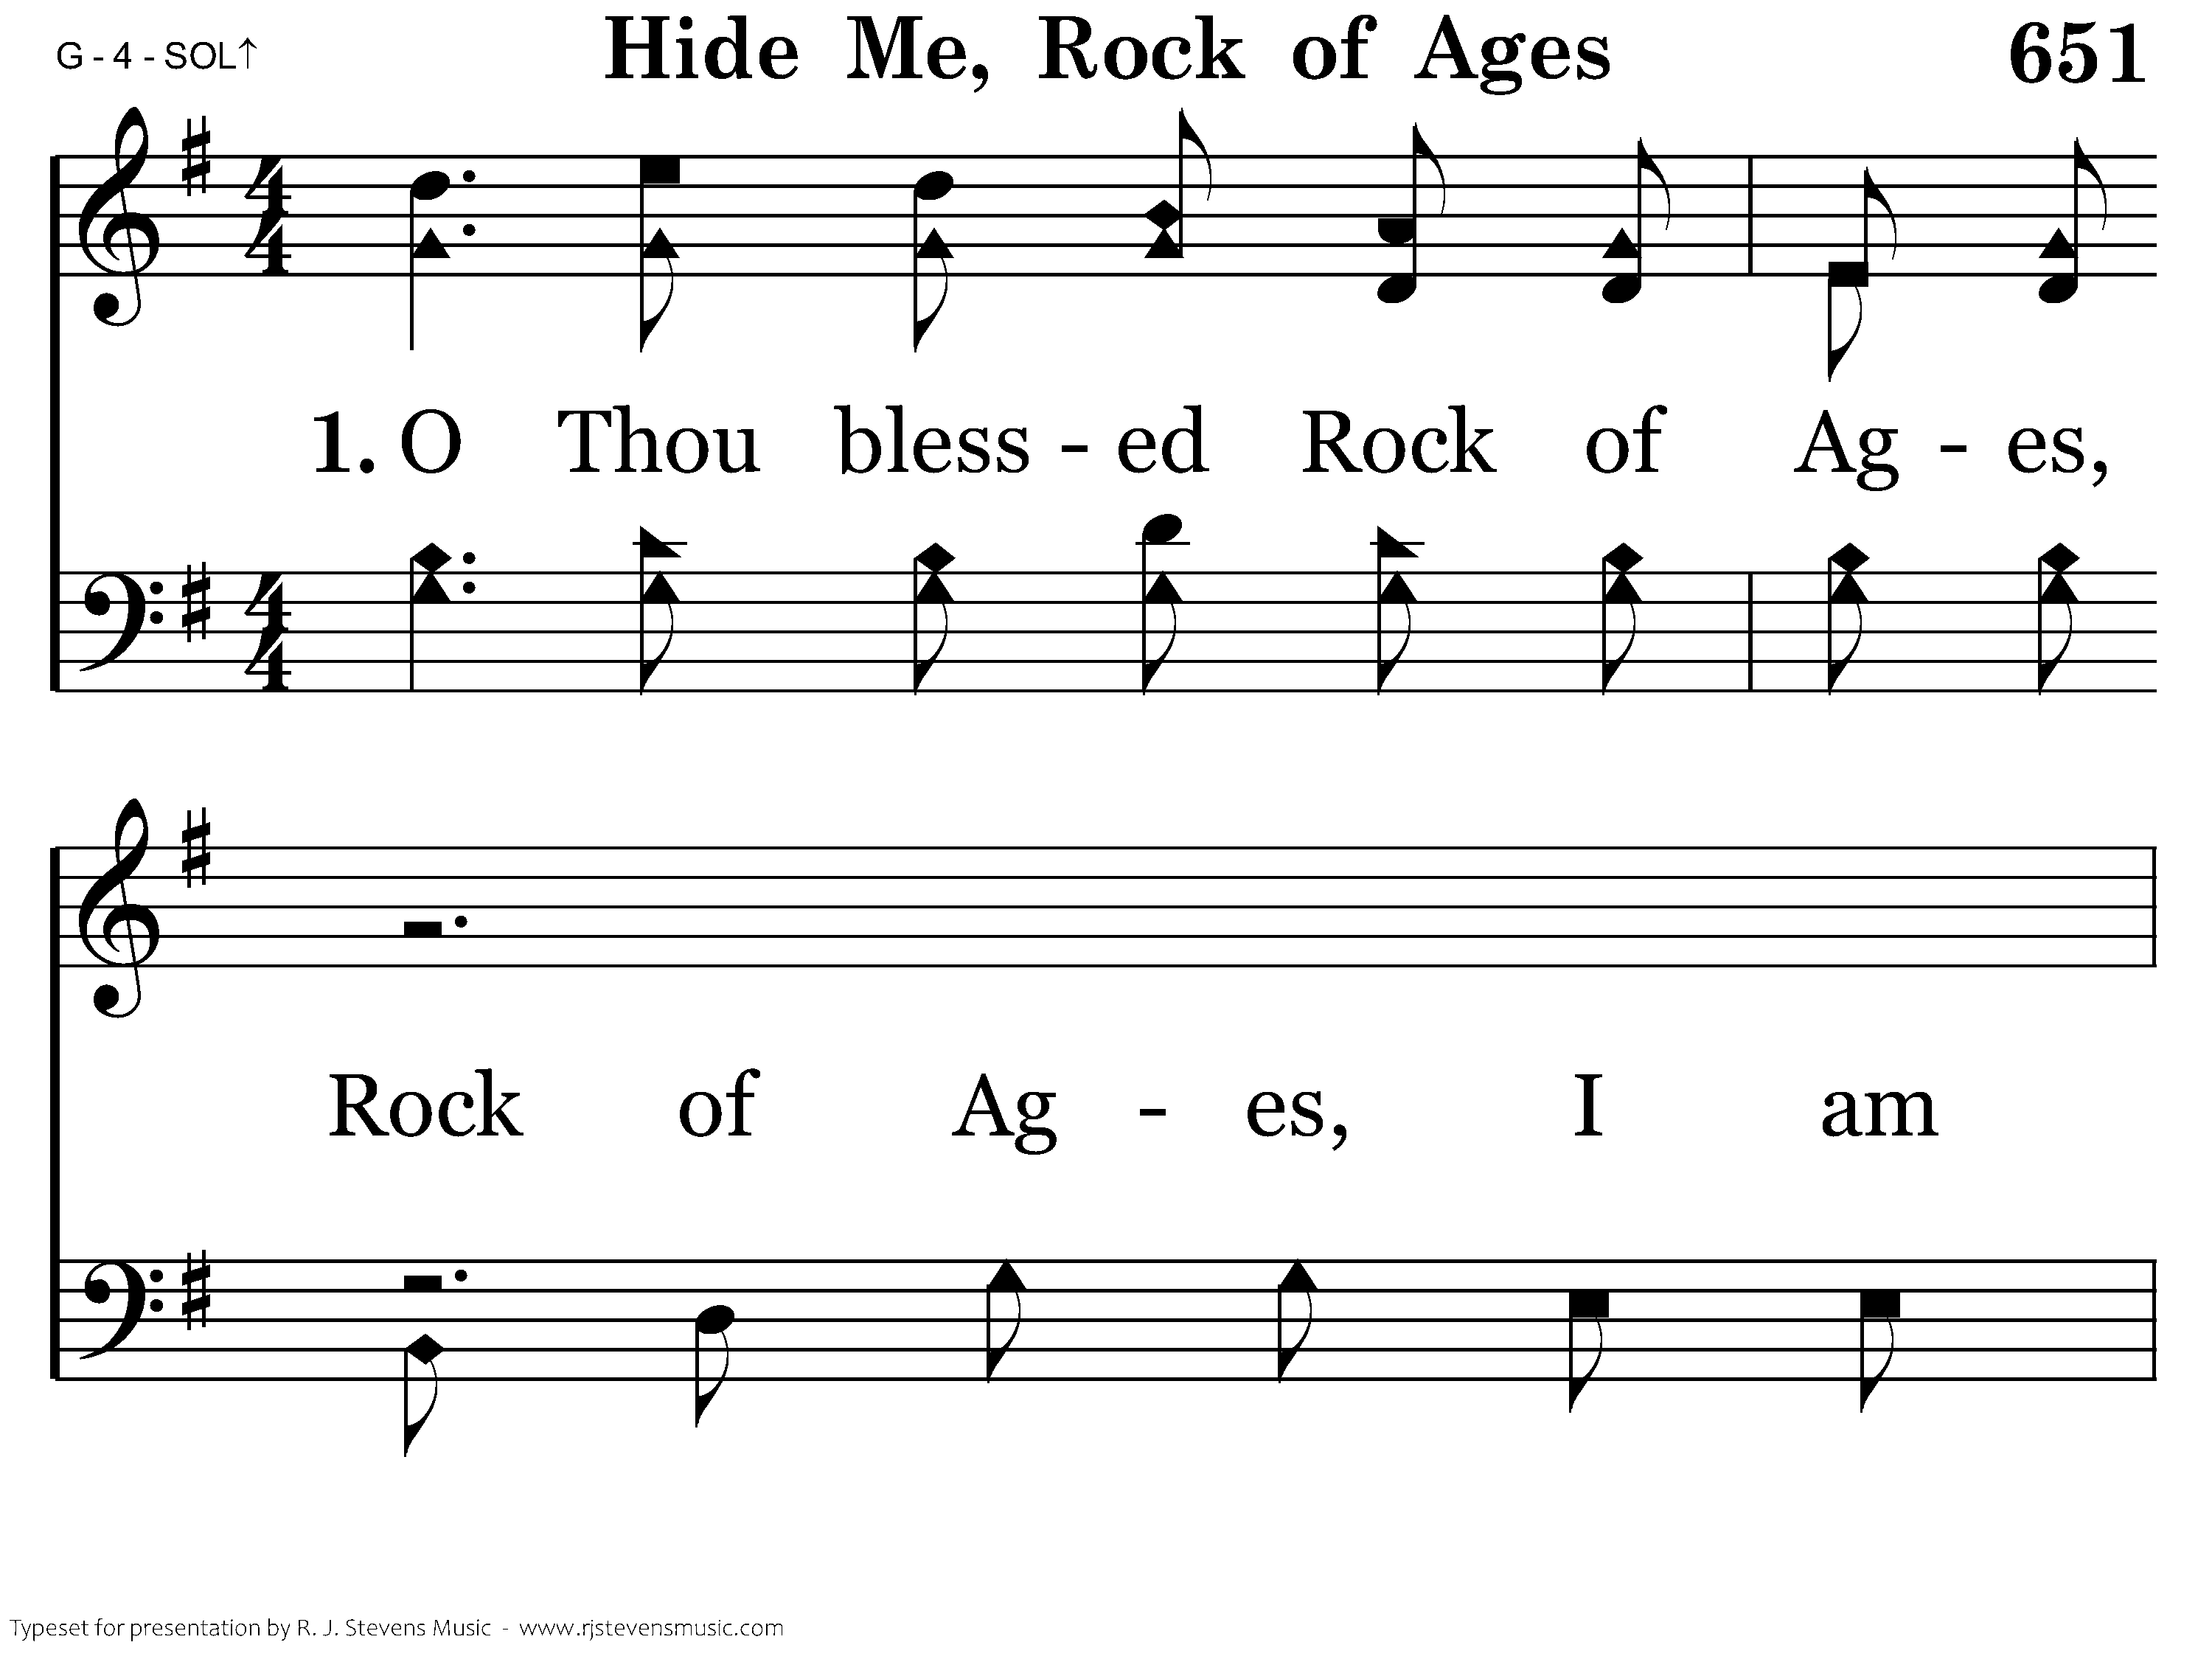 G - 4 - SOL↑ Hide Me, Rock of Ages 651
1. O Thou bless - ed Rock of Ag - es,
Rock of Ag - es, I am
Typeset for presentation by R. J. Stevens Music - www.rjstevensmusic.com